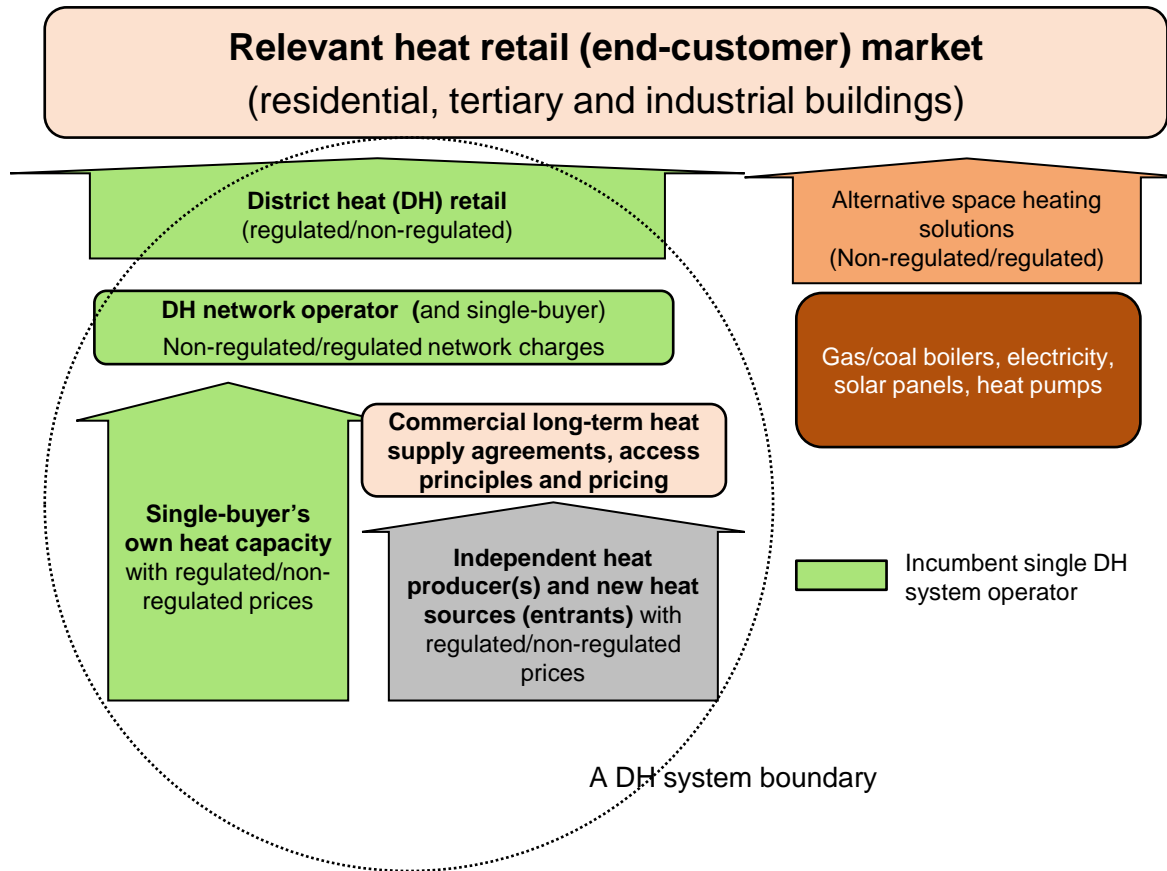 Relevant heat retail (end-customer) market
(residential, tertiary and industrial buildings)
District heat (DH) retail
(regulated/non-regulated)
Alternative space heating
solutions
(Non-regulated/regulated)
DH network operator (and single-buyer)
Non-regulated/regulated network charges
Gas/coal boilers, electricity,
solar panels, heat pumps
Commercial long-term heat
supply agreements, access
principles and pricing
Single-buyer's
own heat capacity
with regulated/non-
regulated prices
Independent heat
producer(s) and new heat
sources (entrants) with
regulated/non-regulated
prices
Incumbent single DH
system operator
A DH system boundary